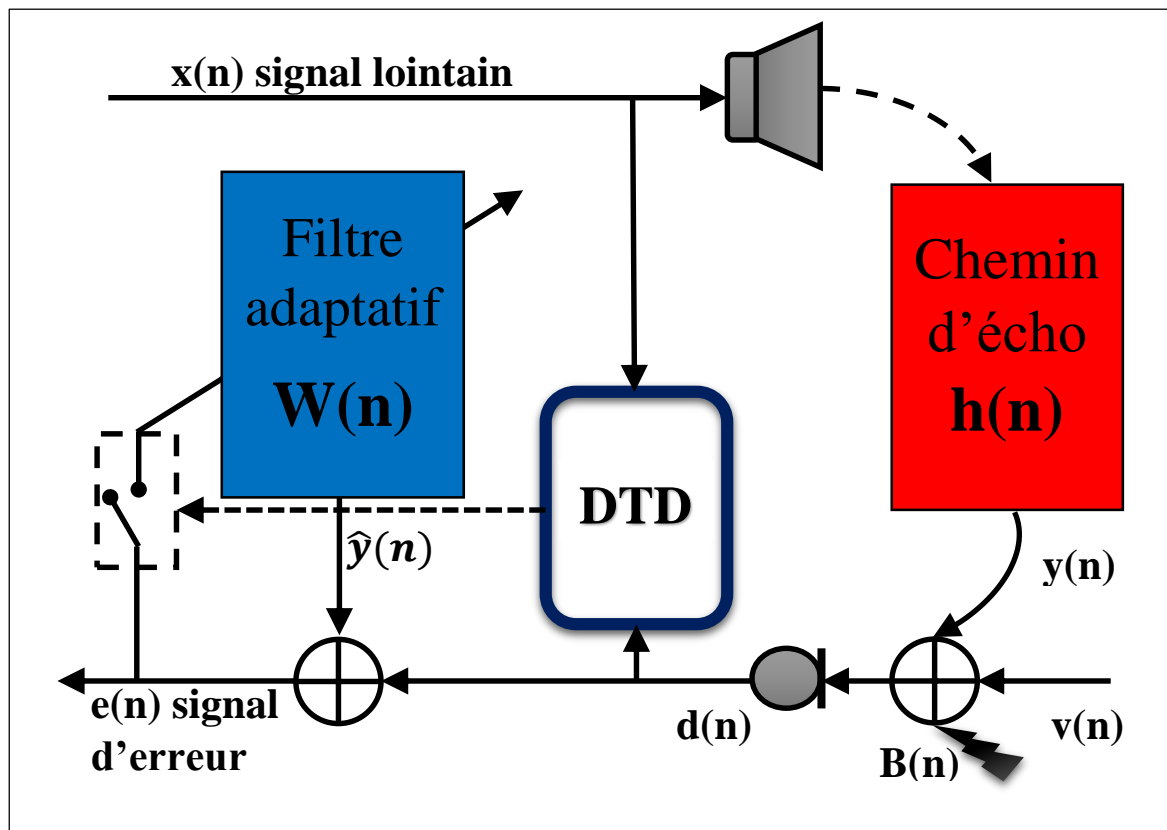 x(n) signal lointain
Filtre
adaptatif
W(n)
Chemin
d'écho
h(n)
DTD
ŷ(n)
y(n)
e(n) signal
d'erreur
d(n)
B(n)
v(n)